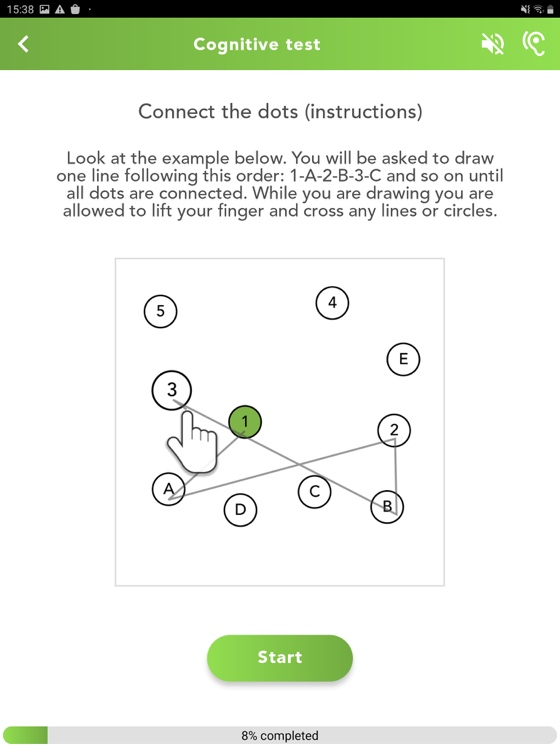 15:38
Cognitive test
Connect the dots (instructions)
Look at the example below. You will be asked to draw
one line following this order: 1-A-2-B-3-C and so on until
all dots are connected. While you are drawing you are
allowed to lift your finger and cross any lines or circles.
5
4
E
3
1
2
A
C
D
B
Start
8% completed